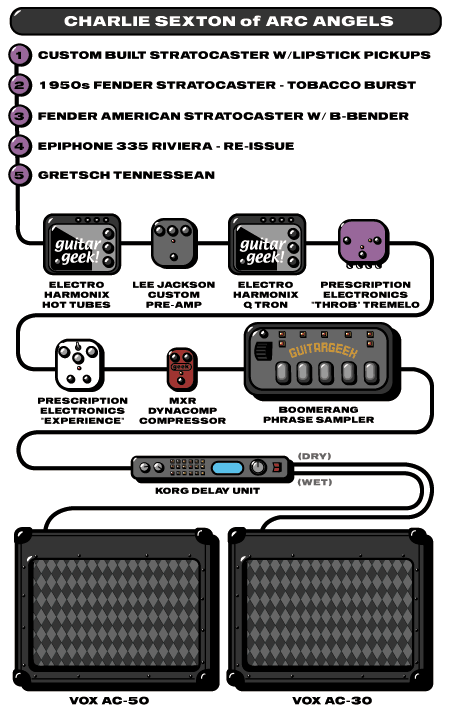 CHARLIE SEXTON of ARC ANGELS
1 CUSTOM BUILT STRATOCASTER W/LIPSTICK PICKUPS
2 1950s FENDER STRATOCASTER - TOBACCO BURST
3 FENDER AMERICAN STRATOCASTER W/ B-BENDER
4 EPIPHONE 335 RIVIERA - RE-ISSUE
5 GRETSCH TENNESSEAN
guitar
geek!
guitar
geek!
ELECTRO
HARMONIX
HOT TUBES
LEE JACKSON
CUSTOM
PRE-AMP
ELECTRO
HARMONIX
Q TRON
PRESCRIPTION
ELECTRONICS
"THROB" TREMELO
geek
GUITARGEEK
PRESCRIPTION
ELECTRONICS
"EXPERIENCE"
MXR
DYNACOMP
COMPRESSOR
BOOMERANG
PHRASE SAMPLER
(DRY)
(WET)
KORG DELAY UNIT
VOX AC-50
VOX AC-30